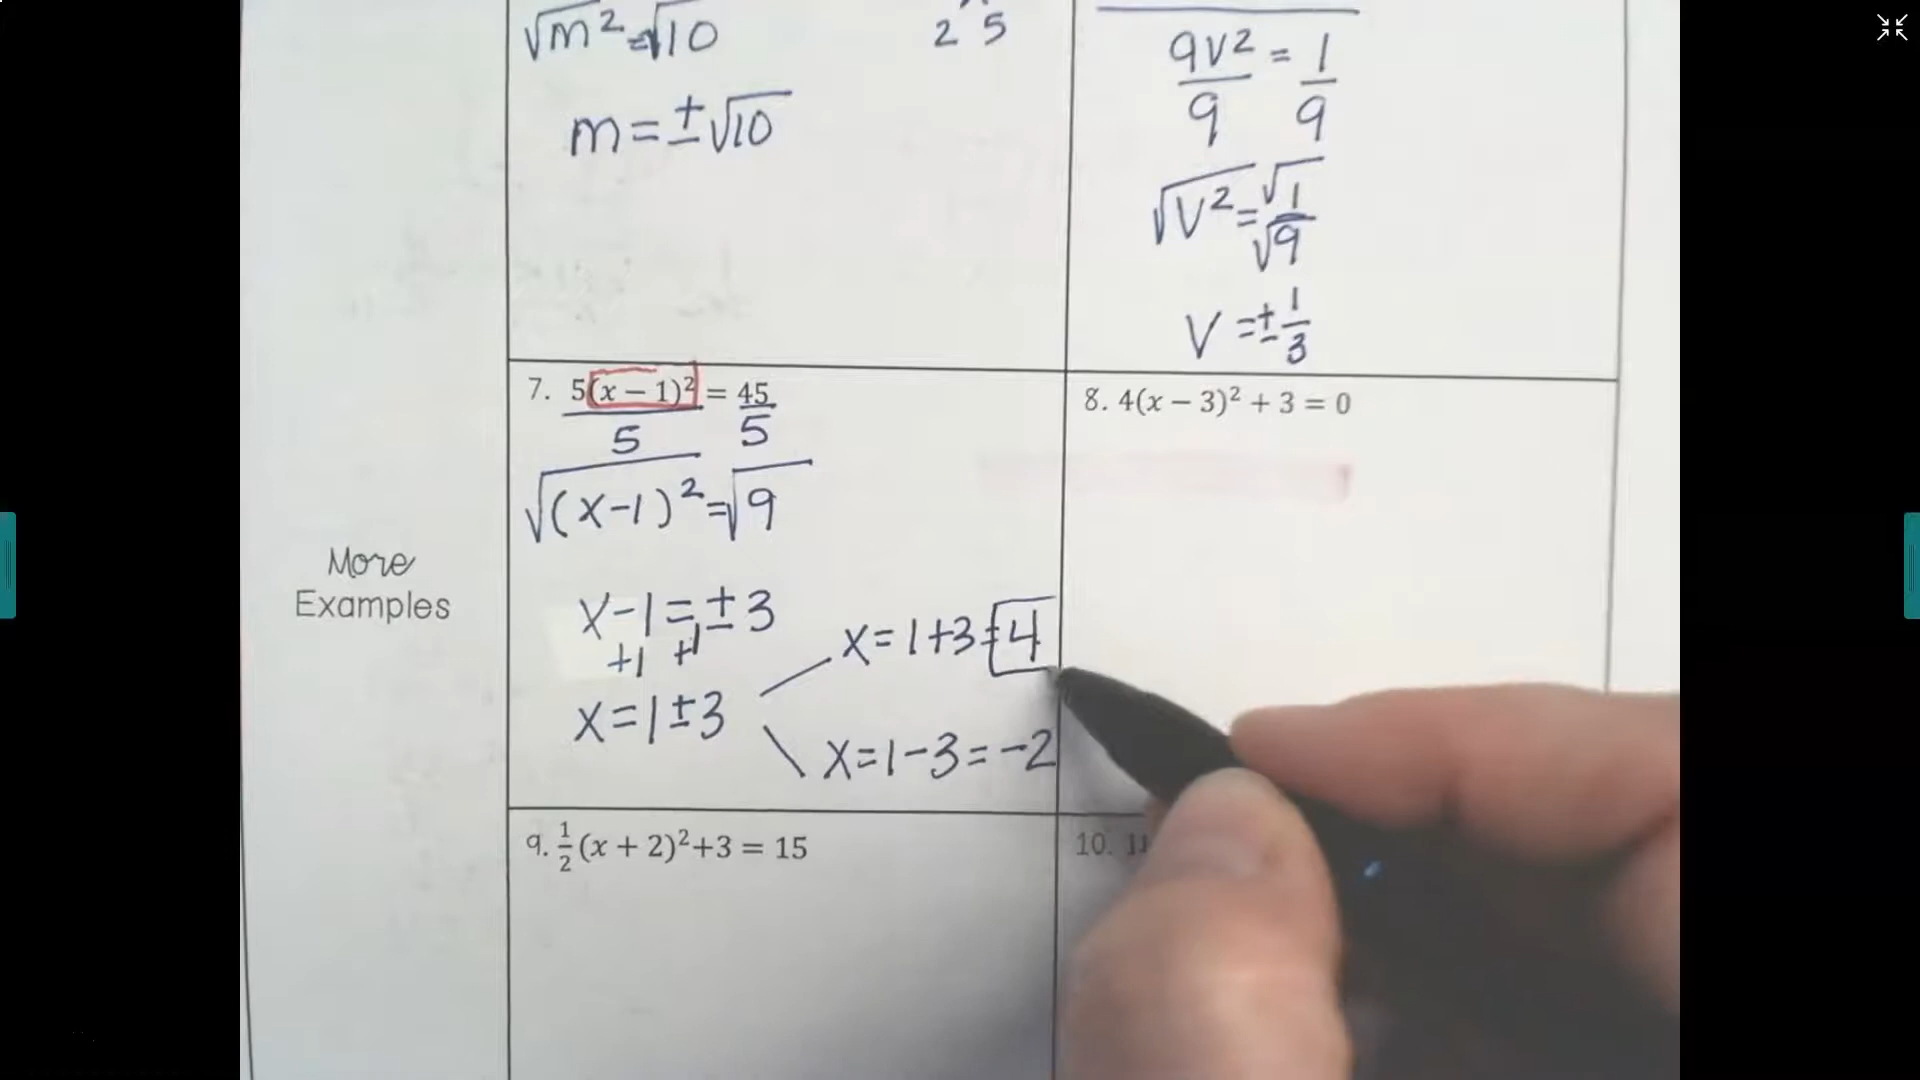 √m² = √10
2 5
m = ±√10
9v² = 1
9 9
√v² = √1
√9
v = ± 1/3
7. 5(x − 1)² = 45
5 5
√(x-1)² = √9
x-1 = ±3
+1 +1
x = 1 ± 3
x = 1+3 = 4
x = 1-3 = -2
8. 4(x − 3)² + 3 = 0
More
Examples
9. 1/2 (x + 2)²+3 = 15
10. 11